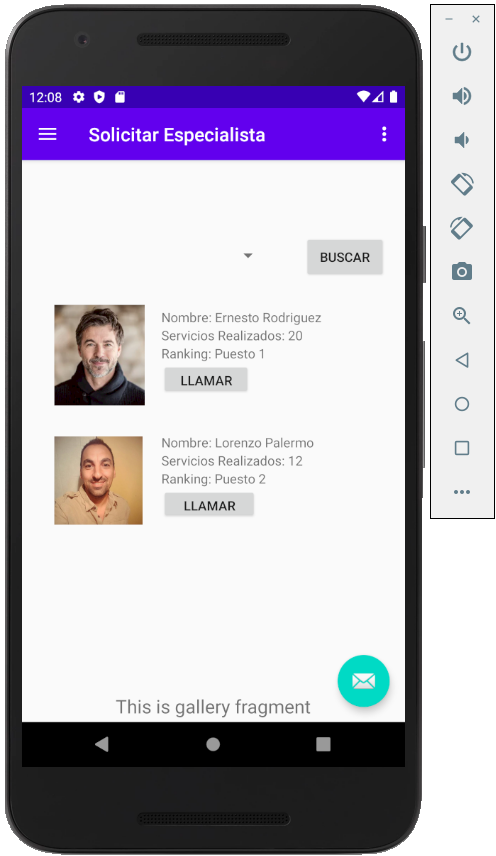 12:08
Solicitar Especialista
BUSCAR
Nombre: Ernesto Rodriguez
Servicios Realizados: 20
Ranking: Puesto 1
LLAMAR
Nombre: Lorenzo Palermo
Servicios Realizados: 12
Ranking: Puesto 2
LLAMAR
This is gallery fragment